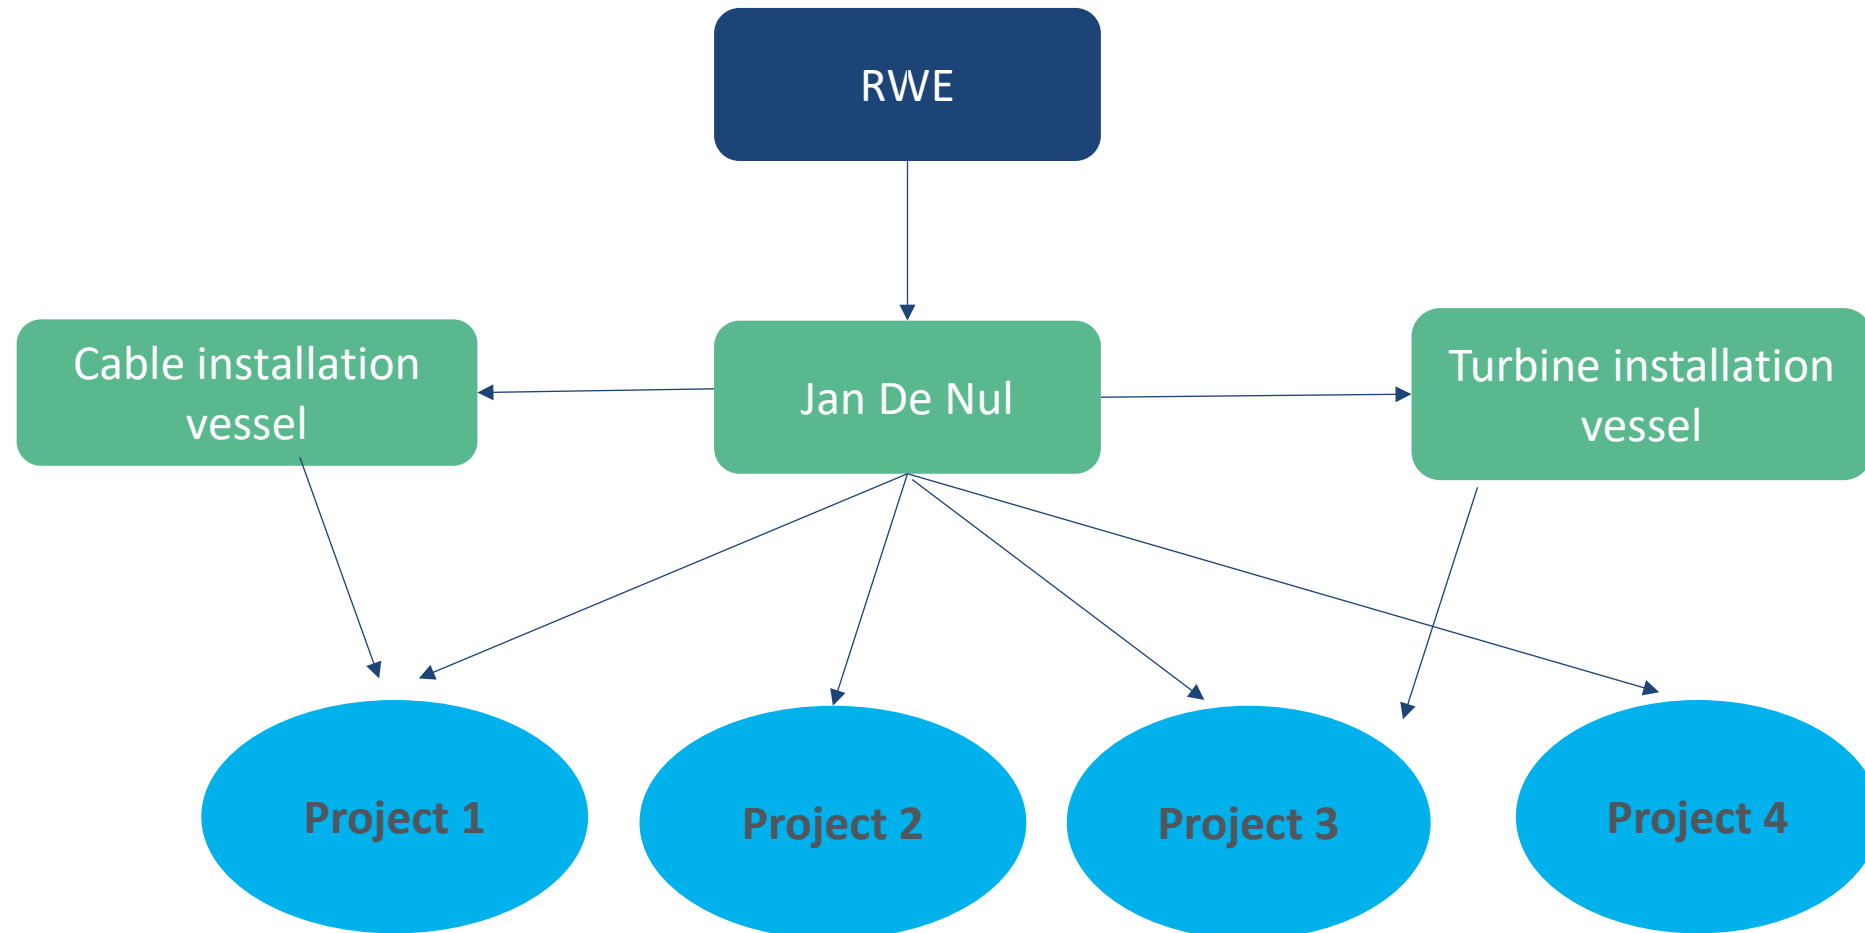 RWE
Cable installation
vessel
Jan De Nul
Turbine installation
vessel
Project 1
Project 2
Project 3
Project 4